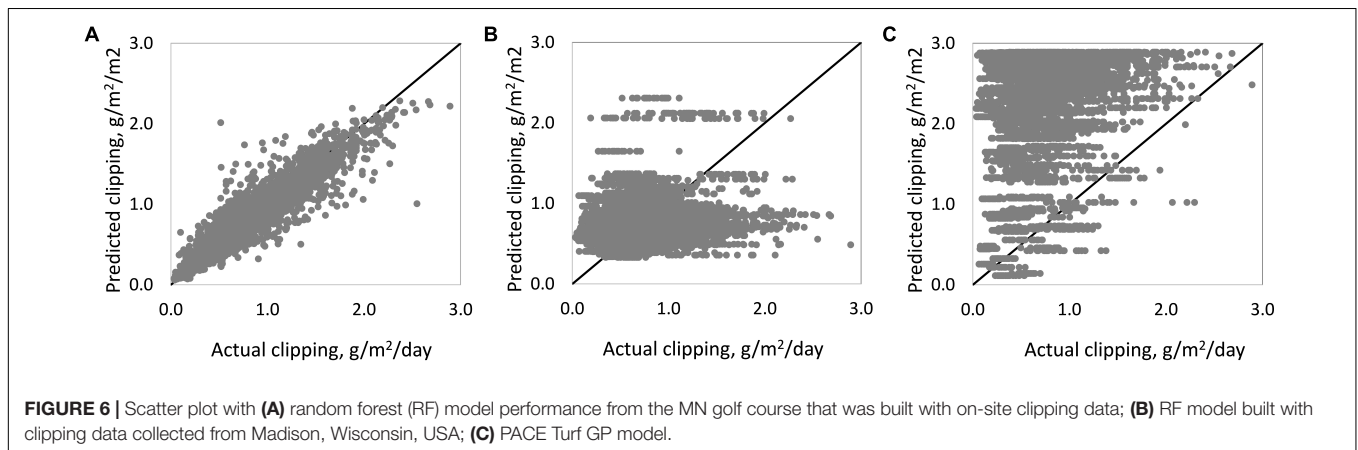 A
B
C
3.0
2.0
1.0
0.0
Predicted clipping, g/m²/m2
0.0 1.0 2.0 3.0
Actual clipping, g/m²/day
3.0
2.0
1.0
0.0
Predicted clipping, g/m²/m2
0.0 1.0 2.0 3.0
Actual clipping, g/m²/day
3.0
2.0
1.0
0.0
Predicted clipping, g/m²/m2
0.0 1.0 2.0 3.0
Actual clipping, g/m²/day
FIGURE 6 | Scatter plot with (A) random forest (RF) model performance from the MN golf course that was built with on-site clipping data; (B) RF model built with
clipping data collected from Madison, Wisconsin, USA; (C) PACE Turf GP model.